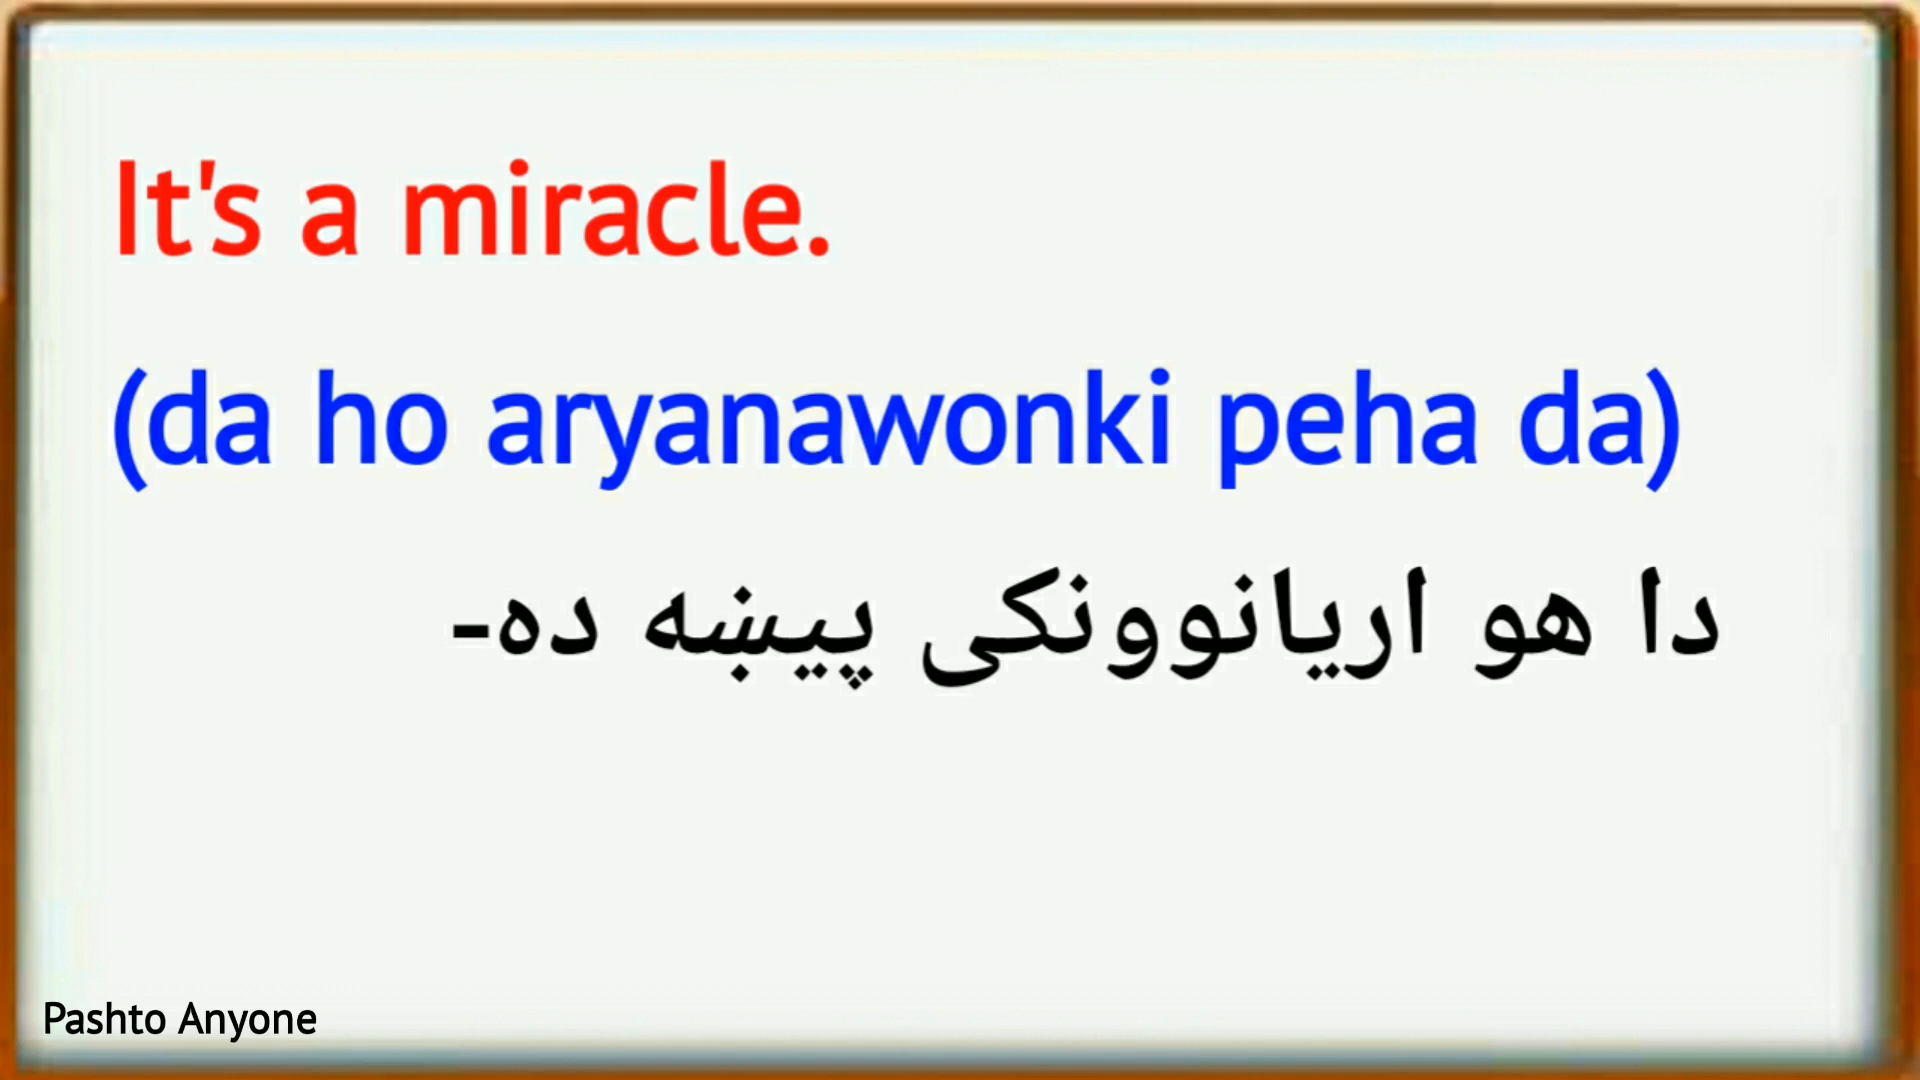 It's a miracle.
(da ho aryanawonki peha da)
دا هو اریانوونکی پیښه ده-
Pashto Anyone